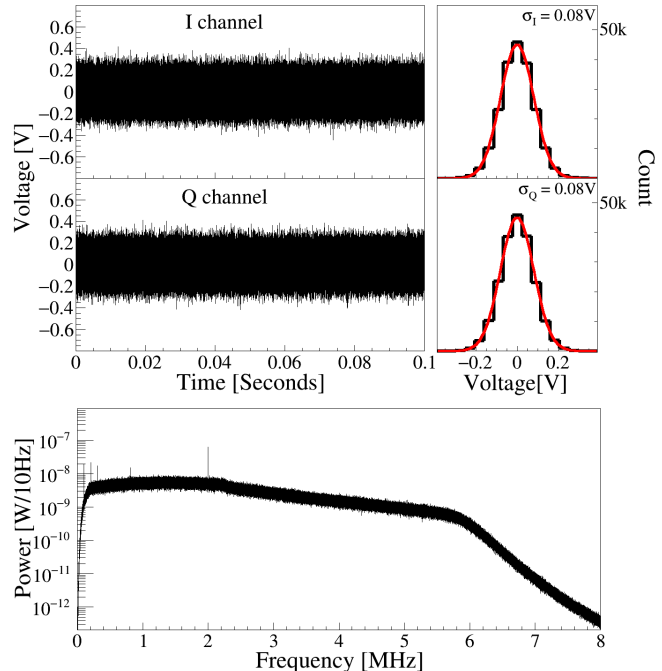 I channel
0.6
0.4
0.2
0
−0.2
−0.4
−0.6
σI = 0.08V
50k
Voltage [V]
Count
Q channel
0.6
0.4
0.2
0
−0.2
−0.4
−0.6
σQ = 0.08V
50k
0 0.02 0.04 0.06 0.08 0.1
Time [Seconds]
−0.2 0 0.2
Voltage[V]
Power [W/10Hz]
10−7
10−8
10−9
10−10
10−11
10−12
0 1 2 3 4 5 6 7 8
Frequency [MHz]